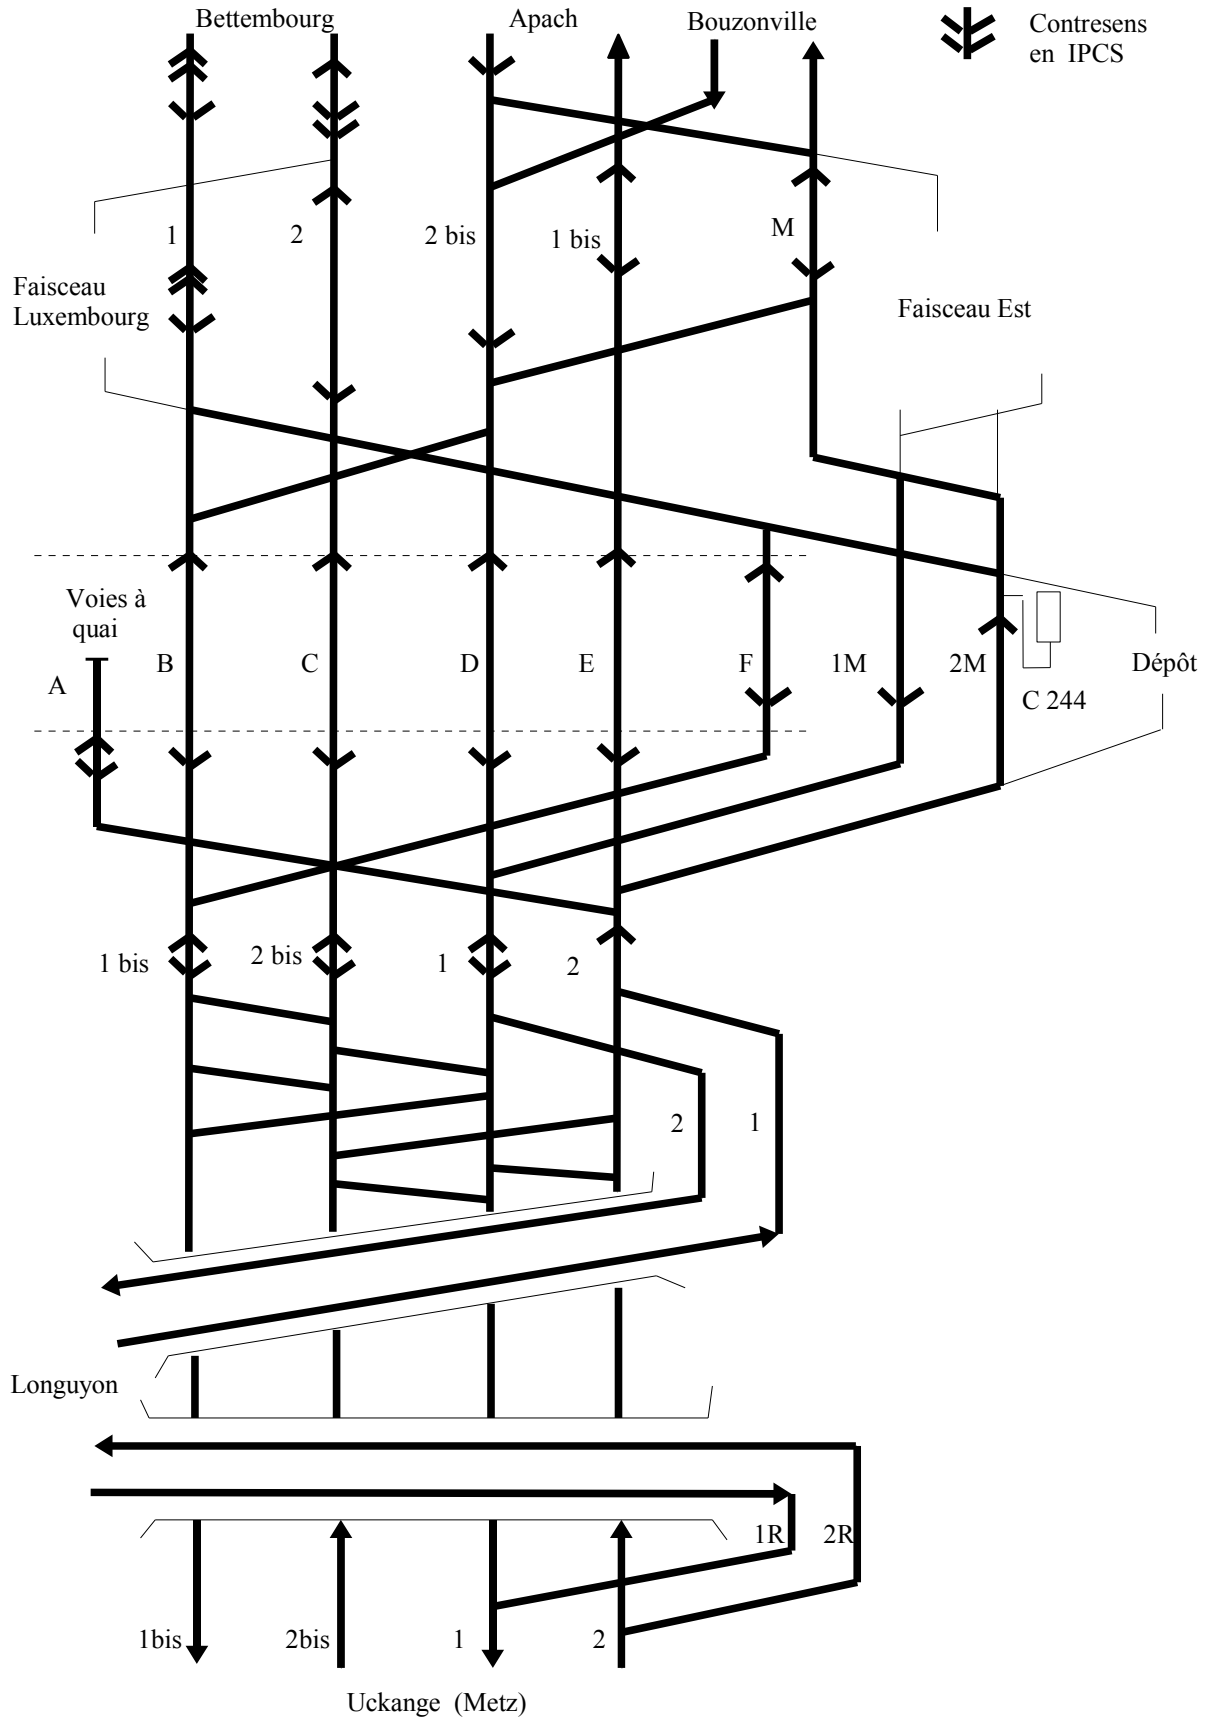 Bettembourg
Apach
Bouzonville
Contresens
en IPCS
1
2
2 bis
1 bis
M
Faisceau
Luxembourg
Faisceau Est
Voies à
quai
A
B
C
D
E
F
1M
2M
Dépôt
C 244
1 bis
2 bis
1
2
2
1
Longuyon
1R
2R
1bis
2bis
1
2
Uckange (Metz)